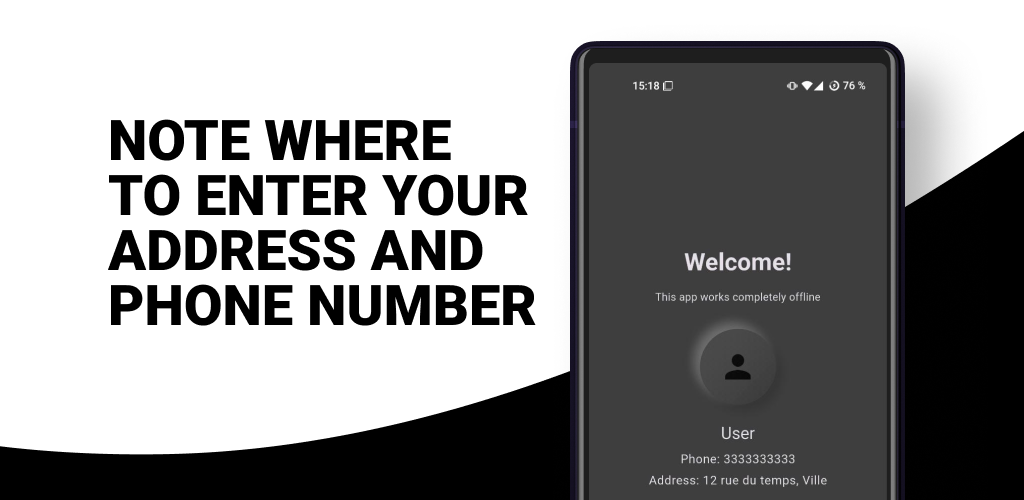 NOTE WHERE
TO ENTER YOUR
ADDRESS AND
PHONE NUMBER
15:18
76 %
Welcome!
This app works completely offline
User
Phone: 3333333333
Address: 12 rue du temps, Ville